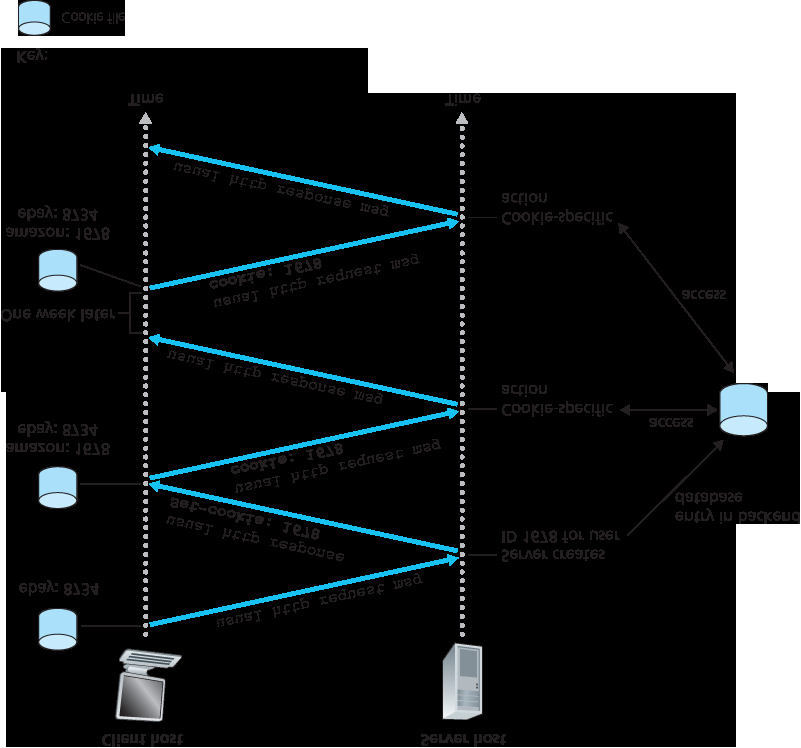 Client host
Server host
ebay: 8734
usual http request msg
Server creates
ID 1678 for user
usual http response
Set-cookie: 1678
entry in backend
database
amazon: 1678
ebay: 8734
usual http request msg
cookie: 1678
Cookie-specific
action
access
usual http response msg
One week later
access
amazon: 1678
ebay: 8734
usual http request msg
cookie: 1678
Cookie-specific
action
usual http response msg
Time
Time
Key:
Cookie file